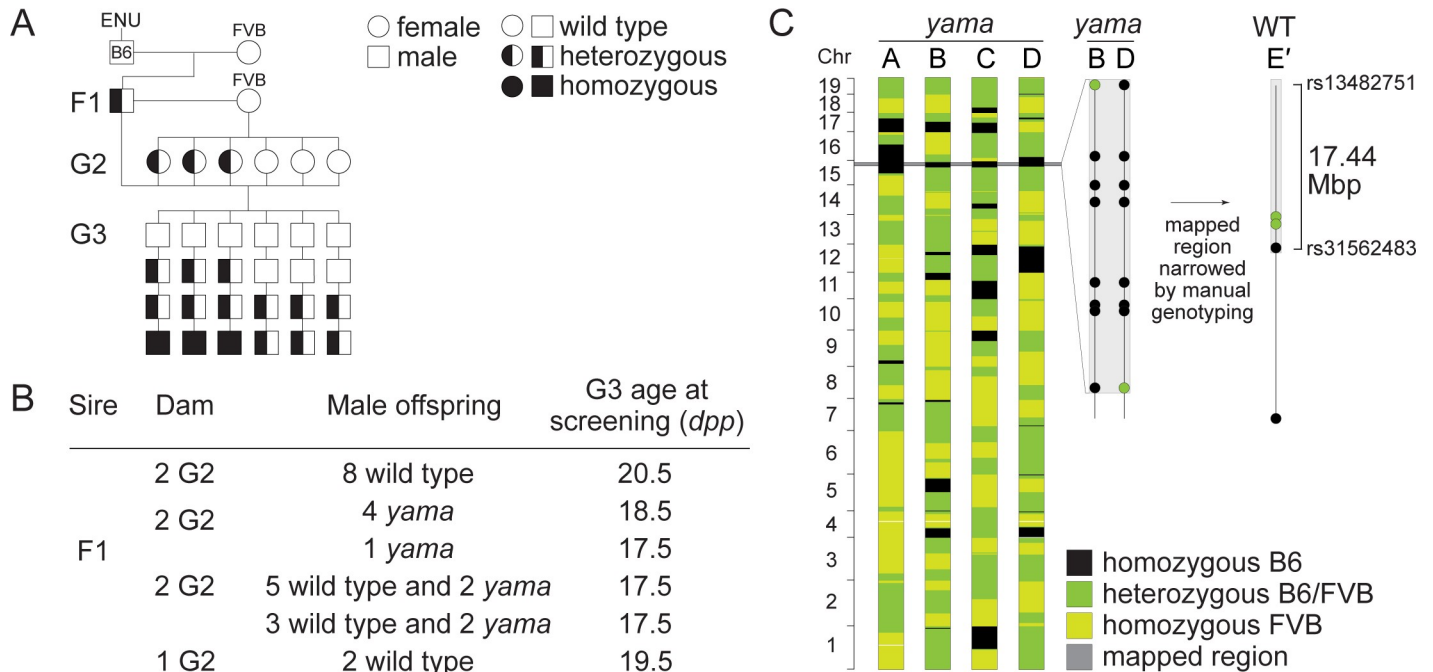 A
ENU
B6
FVB
FVB
F1
G2
G3
female
male
wild type
heterozygous
homozygous
B
Sire
Dam
Male offspring
G3 age at
screening (dpp)
2 G2
8 wild type
20.5
2 G2
4 yama
18.5
1 yama
17.5
F1
2 G2
5 wild type and 2 yama
17.5
3 wild type and 2 yama
17.5
1 G2
2 wild type
19.5
C
yama
Chr
A
B
C
D
19
18
17
16
15
14
13
12
11
10
9
8
7
6
5
4
3
2
1
yama
B
D
mapped
region
narrowed
by manual
genotyping
WT
E′
rs13482751
17.44
Mbp
rs31562483
homozygous B6
heterozygous B6/FVB
homozygous FVB
mapped region